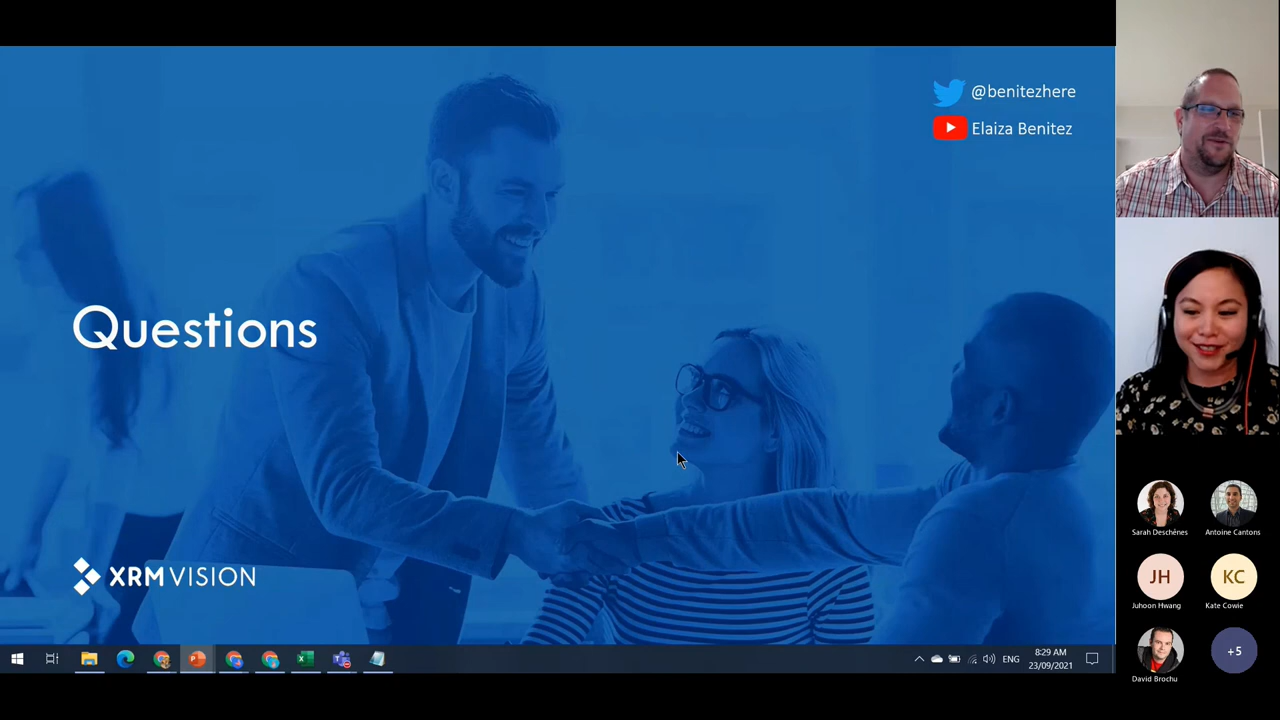 @benitezhere
Elaiza Benitez
Questions
XRM VISION
ENG
8:29 AM
23/09/2021
Sarah Deschênes
Antoine Cantons
JH
KC
Juhoon Hwang
Kate Cowie
David Brochu
+5